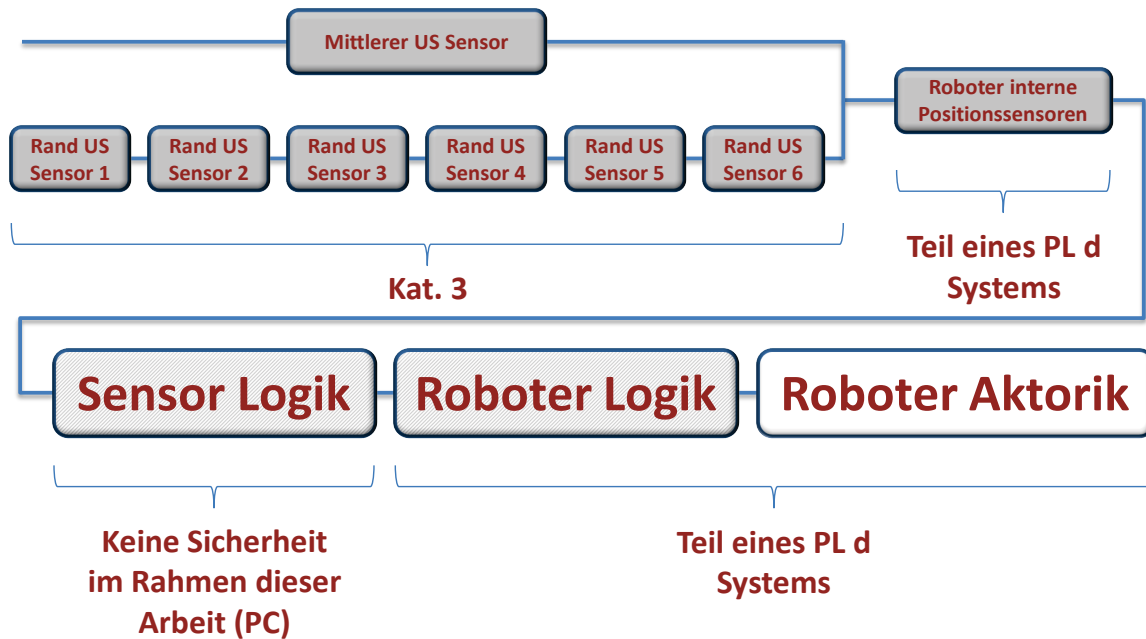 Mittlerer US Sensor
Roboter interne
Positionssensoren
Rand US
Sensor 1
Rand US
Sensor 2
Rand US
Sensor 3
Rand US
Sensor 4
Rand US
Sensor 5
Rand US
Sensor 6
Kat. 3
Teil eines PL d
Systems
Sensor Logik
Roboter Logik
Roboter Aktorik
Keine Sicherheit
im Rahmen dieser
Arbeit (PC)
Teil eines PL d
Systems